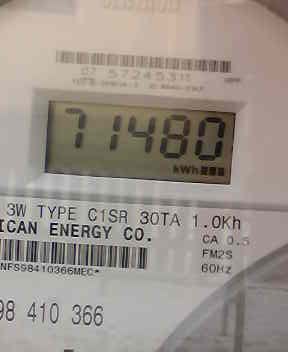 71480
kWh
3W TYPE C1SR 30TA 1.0Kh
ICAN ENERGY CO.
CA 0.5
FM2S
NFS98410366MEC*
60Hz
98 410 366